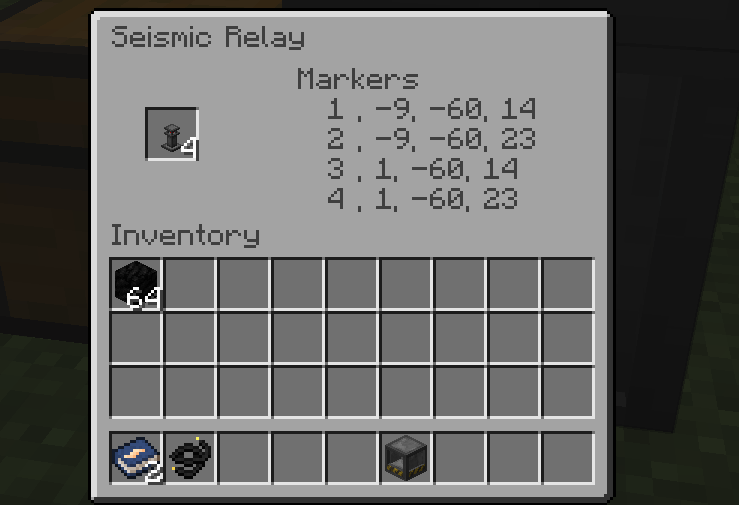 Seismic Relay
Markers
1 , -9, -60, 14
2 , -9, -60, 23
3 , 1, -60, 14
4 , 1, -60, 23
4
Inventory
64
2